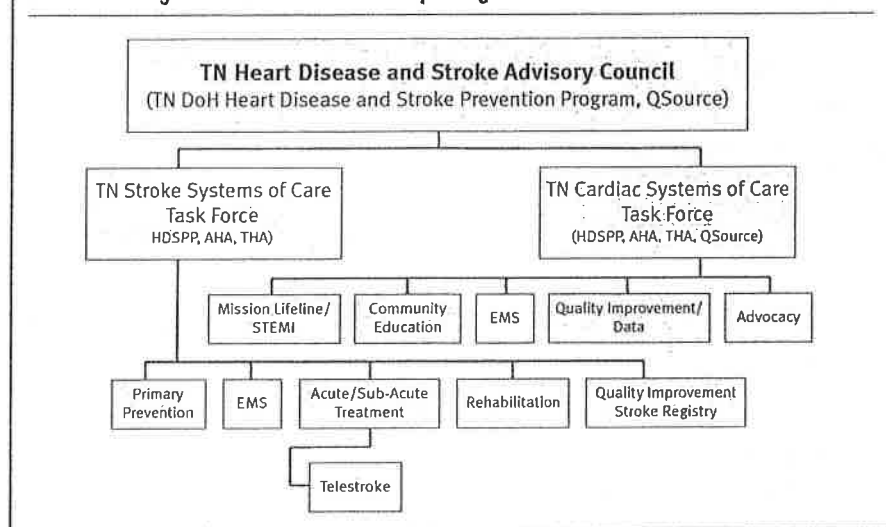 TN Heart Disease and Stroke Advisory Council
(TN DoH Heart Disease and Stroke Prevention Program, QSource)
TN Stroke Systems of Care
Task Force
HDSPP, AHA, THA)
TN Cardiac Systems of Care
Task Force
(HDSPP, AHA, THA, QSource)
Mission Lifeline/
STEMI
Community
Education
EMS
Quality Improvement/
Data
Advocacy
Primary
Prevention
EMS
Acute/Sub-Acute
Treatment
Rehabilitation
Quality Improvement
Stroke Registry
Telestroke